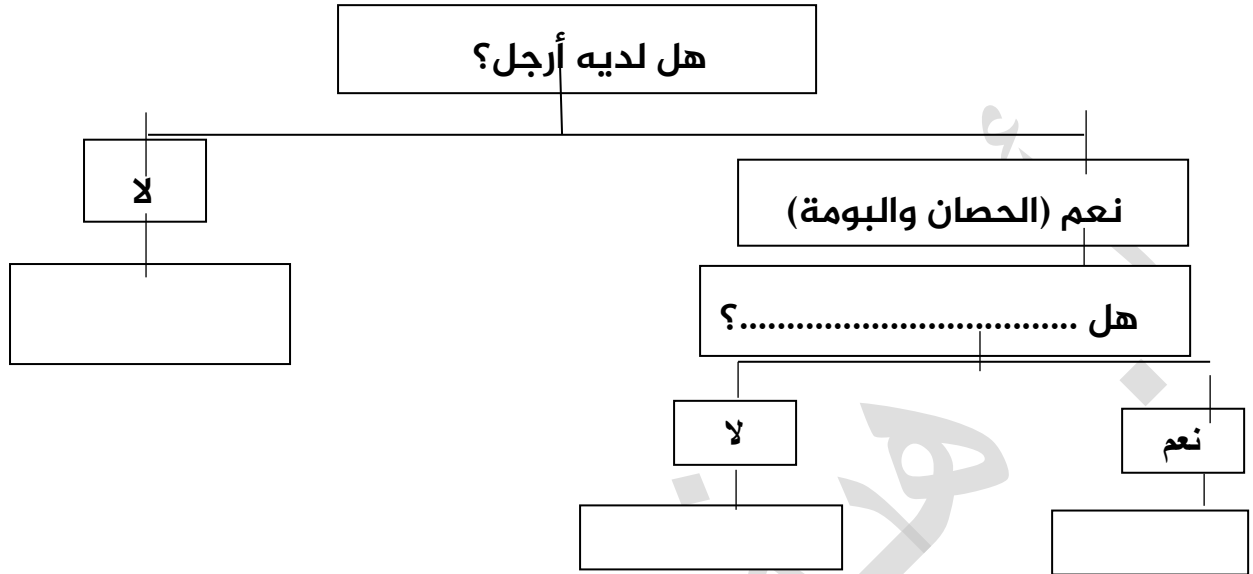 هل لديه أرجل؟
لا
نعم (الحصان والبومة)
هل ....................................؟
لا
نعم